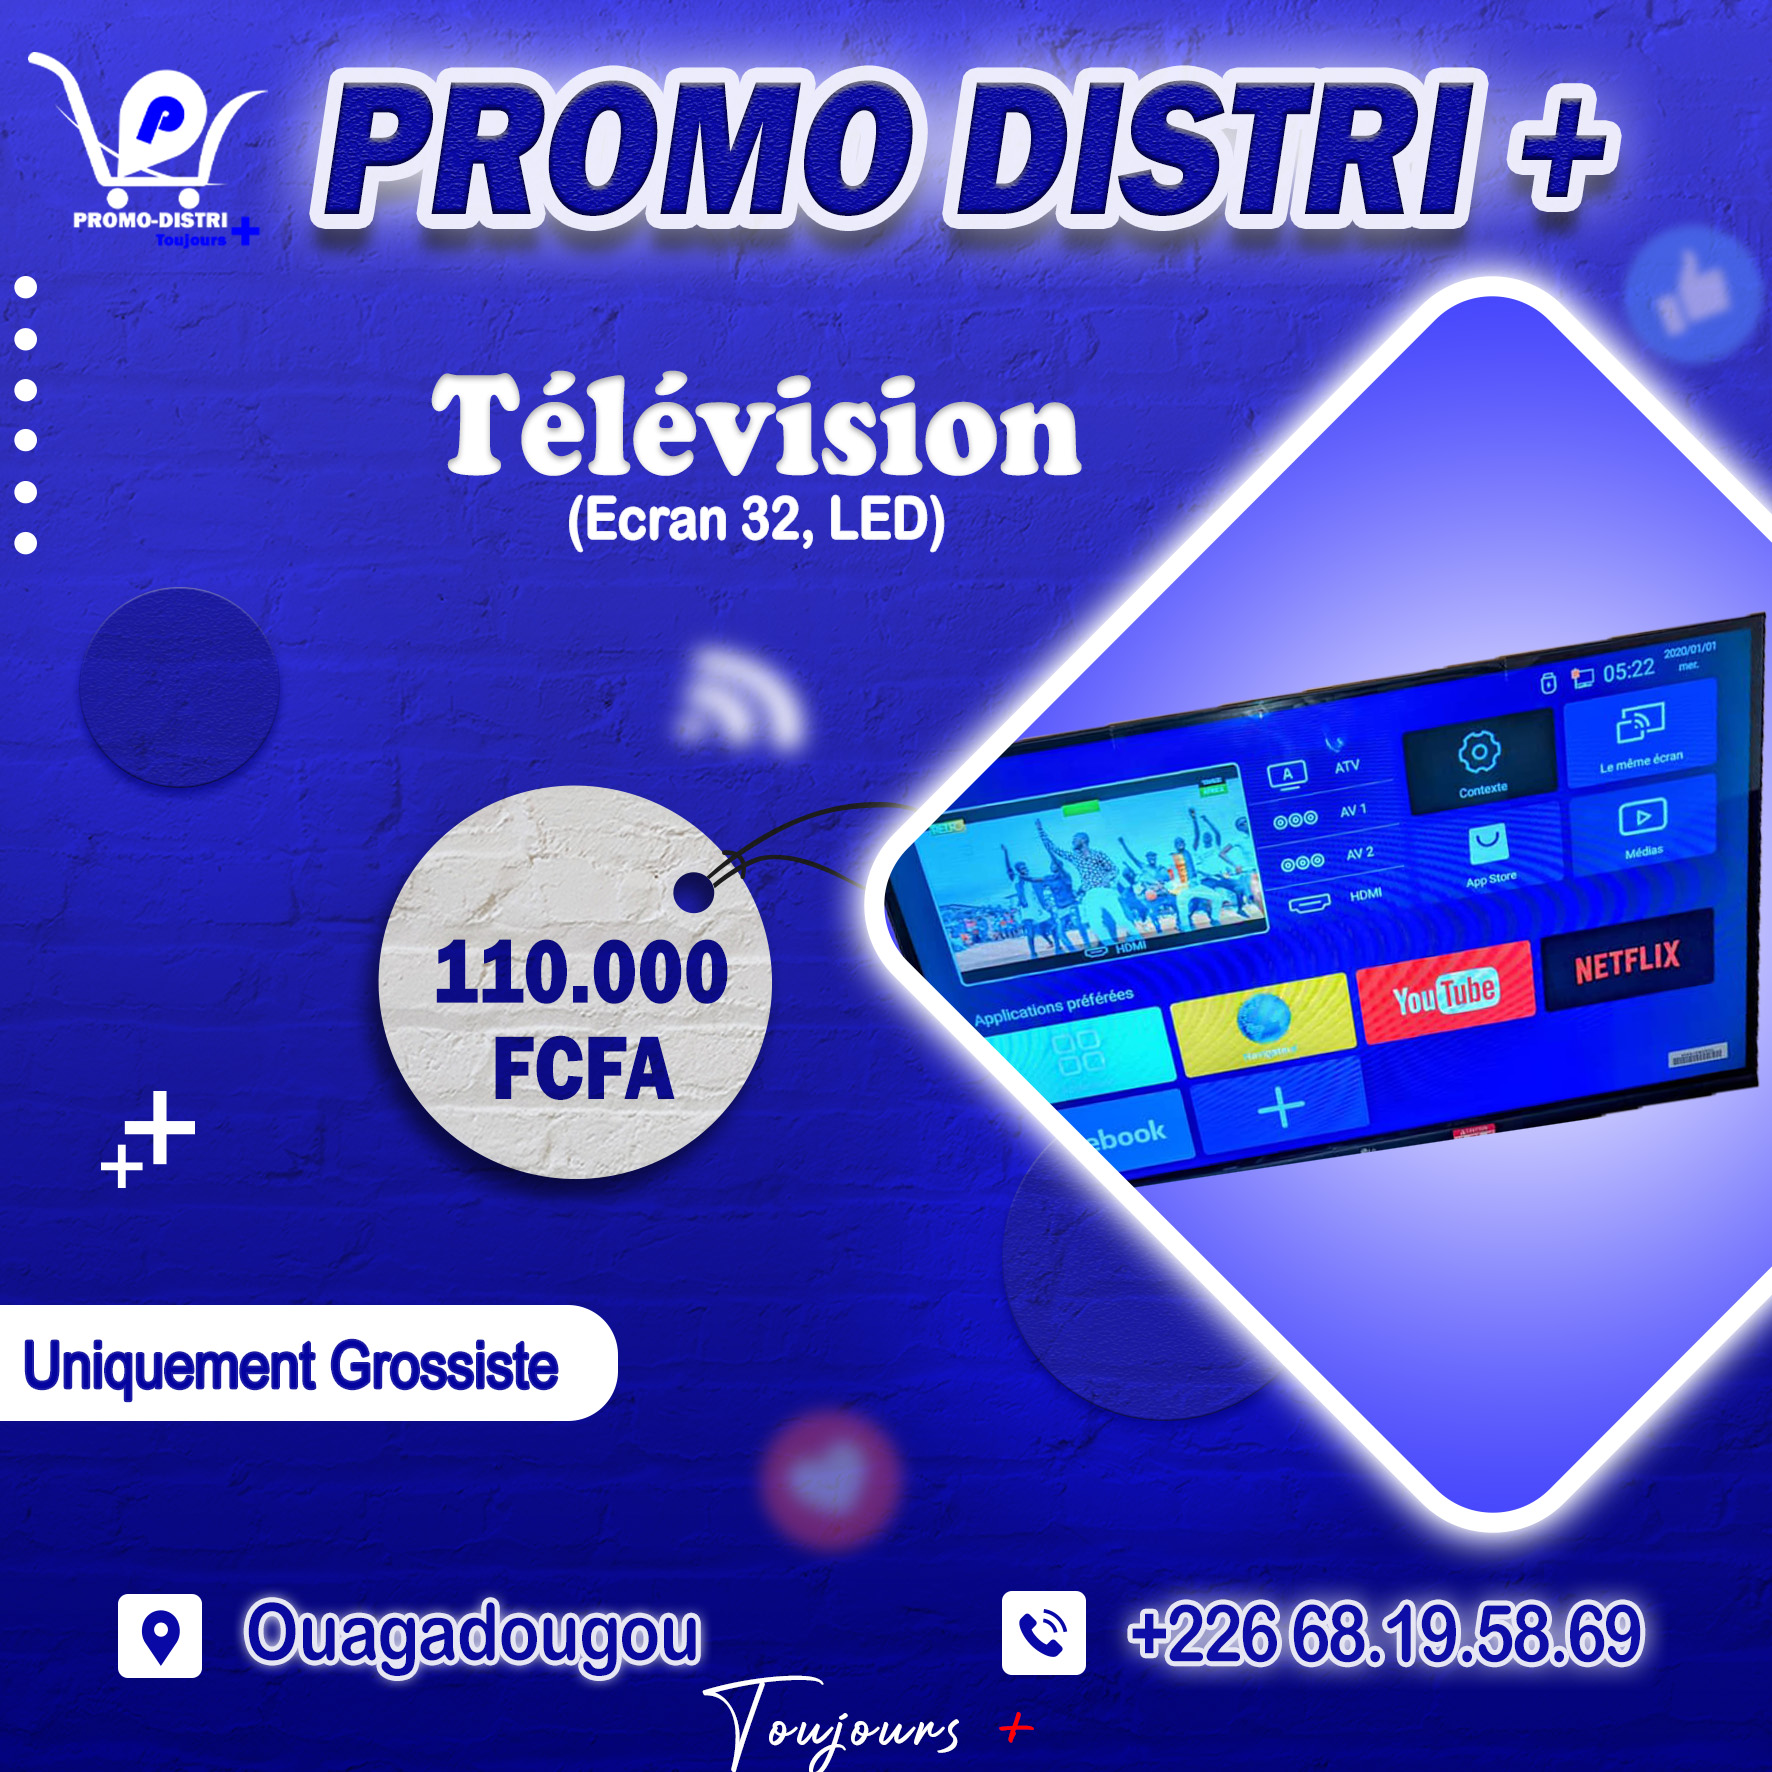 P
PROMO-DISTRI
Toujours +
PROMO DISTRI +
Télévision
(Ecran 32, LED)
110.000
FCFA
05:22
2020/01/01
mer.
A
ATV
AV 1
AV 2
HDMI
Contexte
Le même écran
App Store
Médias
HDMI
Applications préférées
YouTube
NETFLIX
ebook
Uniquement Grossiste
Ouagadougou
+226 68.19.58.69
Toujours +